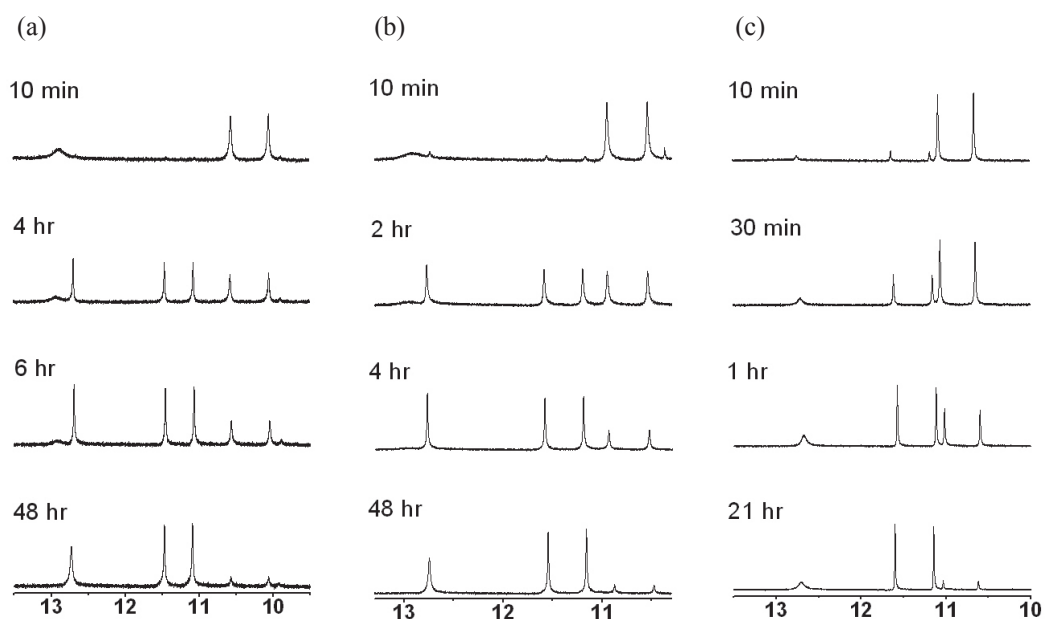 (a)
10 min
4 hr
6 hr
48 hr
13 12 11 10
(b)
10 min
2 hr
4 hr
48 hr
13 12 11
(c)
10 min
30 min
1 hr
21 hr
13 12 11 10